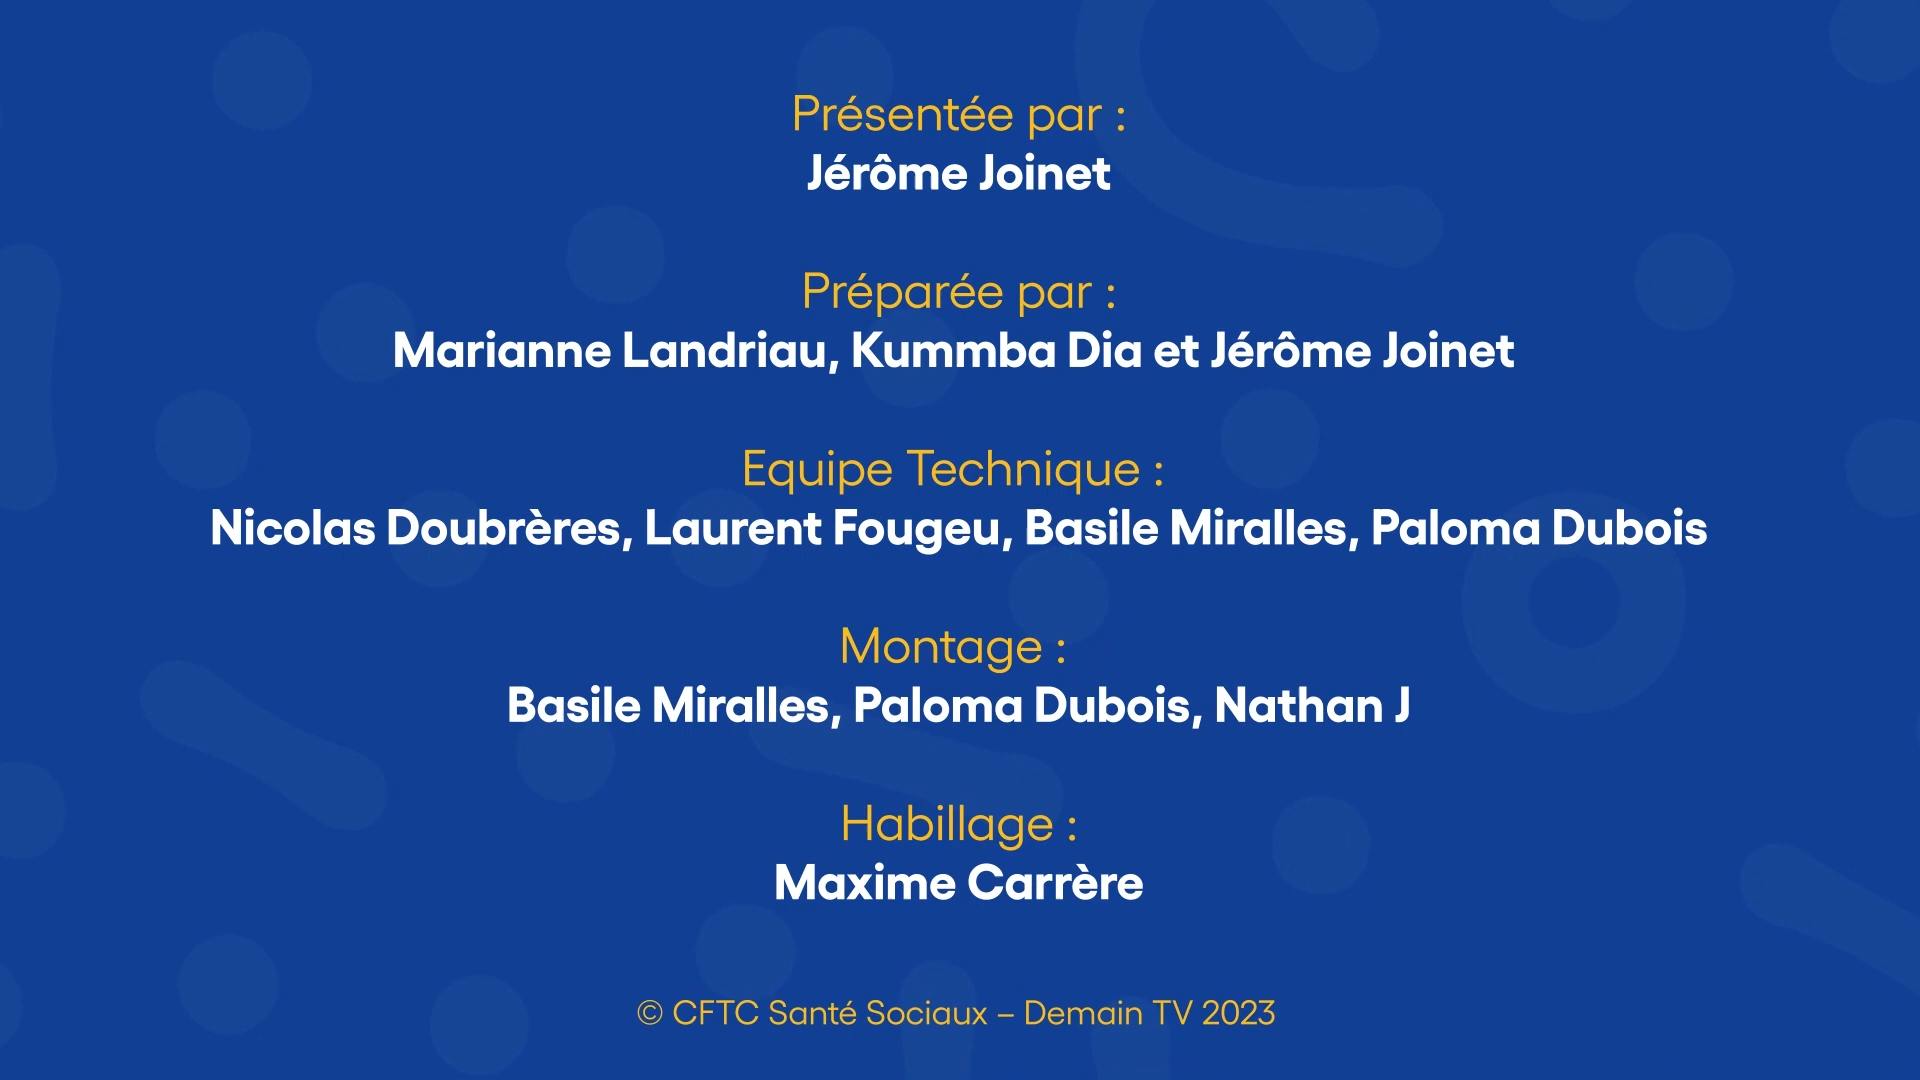 Présentée par :
Jérôme Joinet
Préparée par :
Marianne Landriau, Kummba Dia et Jérôme Joinet
Equipe Technique :
Nicolas Doubrères, Laurent Fougeu, Basile Miralles, Paloma Dubois
Montage :
Basile Miralles, Paloma Dubois, Nathan J
Habillage :
Maxime Carrère
© CFTC Santé Sociaux – Demain TV 2023